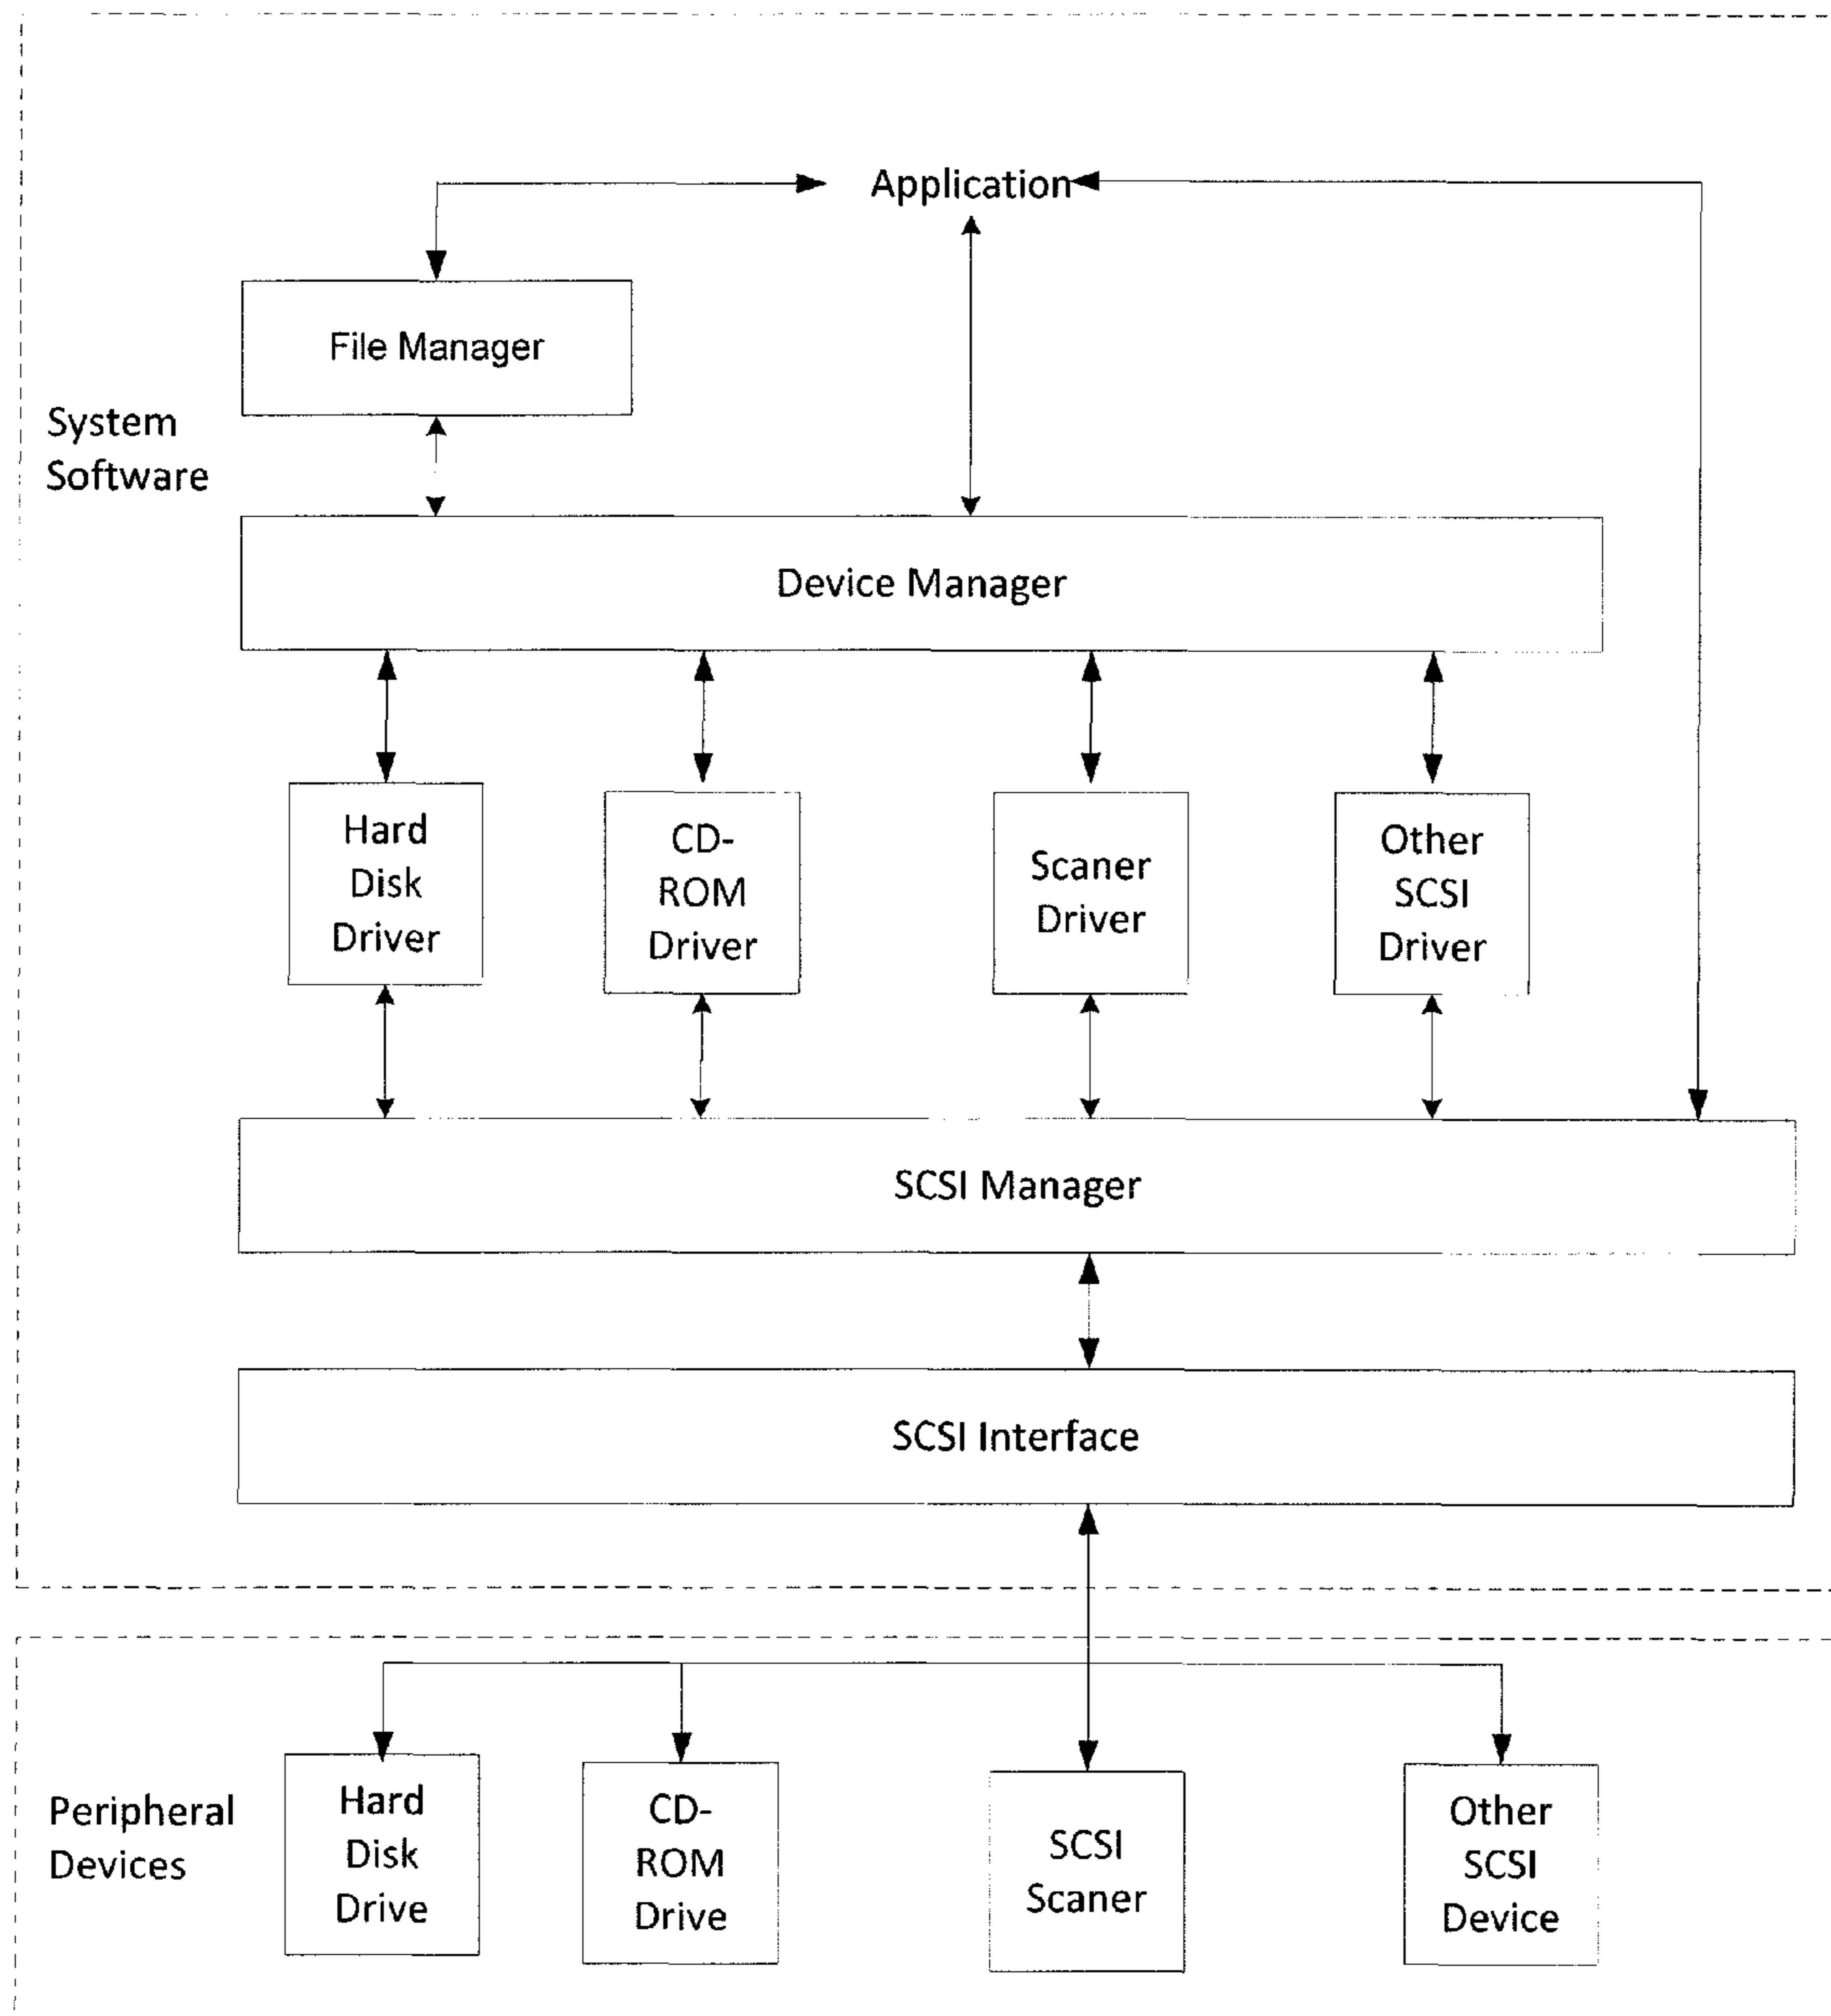 Application
File Manager
System
Software
Device Manager
Hard
Disk
Driver
CD-
ROM
Driver
Scaner
Driver
Other
SCSI
Driver
SCSI Manager
SCSI Interface
Peripheral
Devices
Hard
Disk
Drive
CD-
ROM
Drive
SCSI
Scaner
Other
SCSI
Device